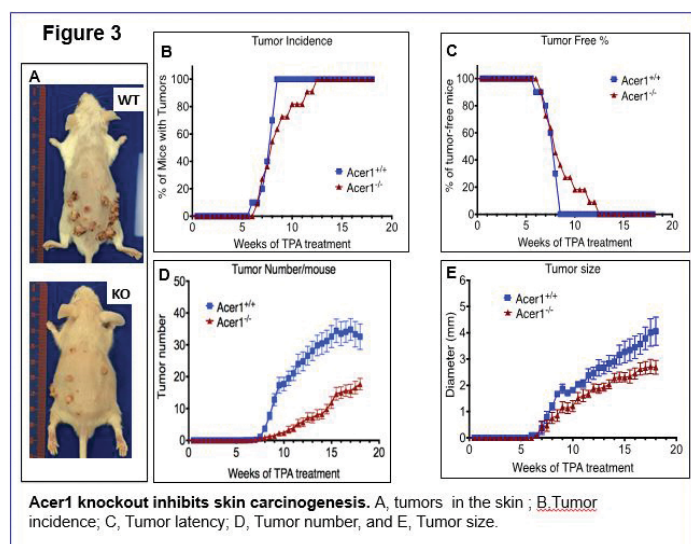 Figure 3
A
WT
KO
B
Tumor Incidence
% of Mice with Tumors
100
80
60
40
20
0
Acer1+/+
Acer1-/-
0 5 10 15 20
Weeks of TPA treatment
C
Tumor Free %
% of tumor-free mice
100
80
60
40
20
0
Acer1+/+
Acer1-/-
0 5 10 15 20
Weeks of TPA treatment
D
Tumor Number/mouse
Tumor number
50
40
30
20
10
0
Acer1+/+
Acer1-/-
0 5 10 15 20
Weeks of TPA treatment
E
Tumor size
Diameter (mm)
6
5
4
3
2
1
0
Acer1+/+
Acer1-/-
0 5 10 15 20
Weeks of TPA treatment
Acer1 knockout inhibits skin carcinogenesis. A, tumors in the skin ; B,Tumor
incidence; C, Tumor latency; D, Tumor number, and E, Tumor size.